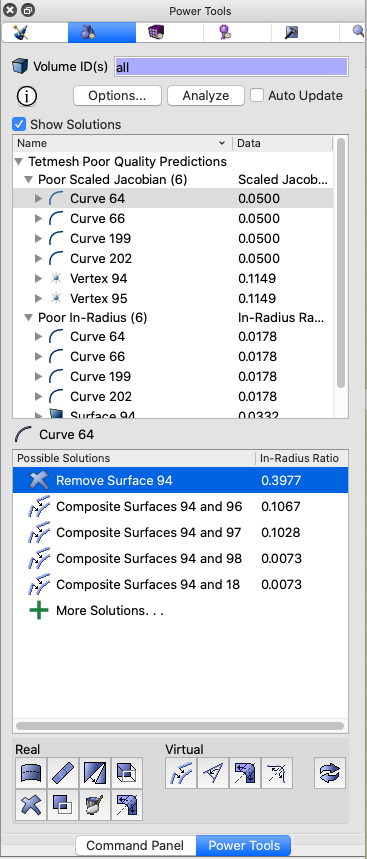 Power Tools
Volume ID(s) all
Options... Analyze Auto Update
Show Solutions
Name Data
Tetmesh Poor Quality Predictions
Poor Scaled Jacobian (6) Scaled Jacob...
Curve 64 0.0500
Curve 66 0.0500
Curve 199 0.0500
Curve 202 0.0500
Vertex 94 0.1149
Vertex 95 0.1149
Poor In-Radius (6) In-Radius Ra...
Curve 64 0.0178
Curve 66 0.0178
Curve 199 0.0178
Curve 202 0.0178
Surface 94 0.0332
Curve 64
Possible Solutions In-Radius Ratio
Remove Surface 94 0.3977
Composite Surfaces 94 and 96 0.1067
Composite Surfaces 94 and 97 0.1028
Composite Surfaces 94 and 98 0.0073
Composite Surfaces 94 and 18 0.0073
More Solutions. . .
Real Virtual
Command Panel Power Tools